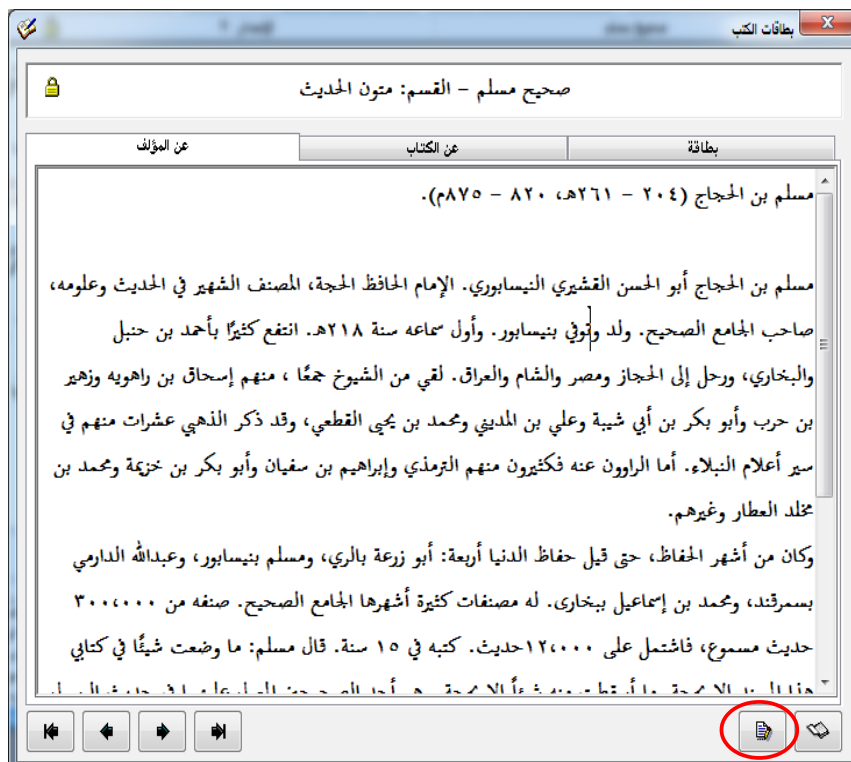 بطاقات الكتب
صحيح مسلم - القسم: متون الحديث
بطاقة
عن الكتاب
عن المؤلف
مسلم بن الحجاج (٢٠٤ - ٢٦١هـ، ٨٢٠ - ٨٧٥م).
مسلم بن الحجاج أبو الحسن القشيري النيسابوري. الإمام الحافظ الحجة، المصنف الشهير في الحديث وعلومه،
صاحب الجامع الصحيح. ولد وتوفي بنيسابور. وأول سماعه سنة ٢١٨هـ. انتفع كثيرًا بأحمد بن حنبل
والبخاري، ورحل إلى الحجاز ومصر والشام والعراق. لقي من الشيوخ جمعًا ، منهم إسحاق بن راهويه وزهير
بن حرب وأبو بكر بن أبي شيبة وعلي بن المديني ومحمد بن يحيى القطعي، وقد ذكر الذهبي عشرات منهم في
سير أعلام النبلاء. أما الراوون عنه فكثيرون منهم الترمذي وإبراهيم بن سفيان وأبو بكر بن خزيمة ومحمد بن
مخلد العطار وغيرهم.
وكان من أشهر الحفاظ، حتى قيل حفاظ الدنيا أربعة: أبو زرعة بالري، ومسلم بنيسابور، وعبدالله الدارمي
بسمرقند، ومحمد بن إسماعيل ببخارى. له مصنفات كثيرة أشهرها الجامع الصحيح. صنفه من ٣٠٠،٠٠٠
حديث مسموع، فاشتمل على ١٢،٠٠٠حديث. كتبه في ١٥ سنة. قال مسلم: ما وضعت شيئًا في كتابي